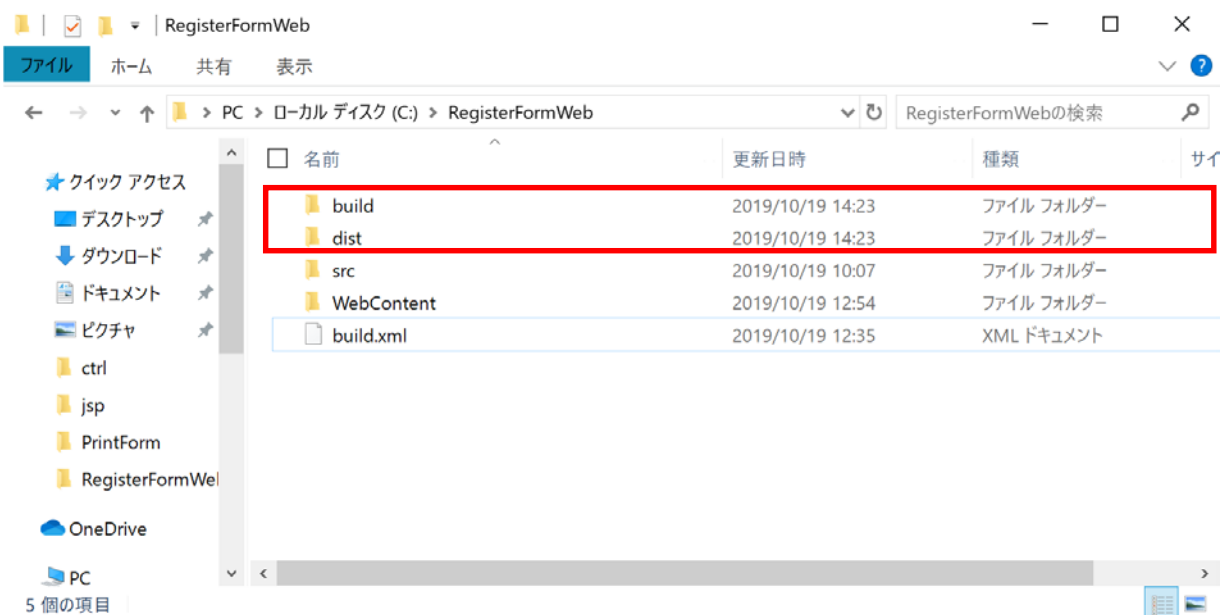 RegisterFormWeb
ファイル ホーム 共有 表示
PC ローカル ディスク (C:) RegisterFormWeb RegisterFormWebの検索
名前 更新日時 種類 サイ
クイック アクセス
デスクトップ
ダウンロード
ドキュメント
ピクチャ
ctrl
jsp
PrintForm
RegisterFormWel
OneDrive
PC
build 2019/10/19 14:23 ファイル フォルダー
dist 2019/10/19 14:23 ファイル フォルダー
src 2019/10/19 10:07 ファイル フォルダー
WebContent 2019/10/19 12:54 ファイル フォルダー
build.xml 2019/10/19 12:35 XML ドキュメント
5 個の項目